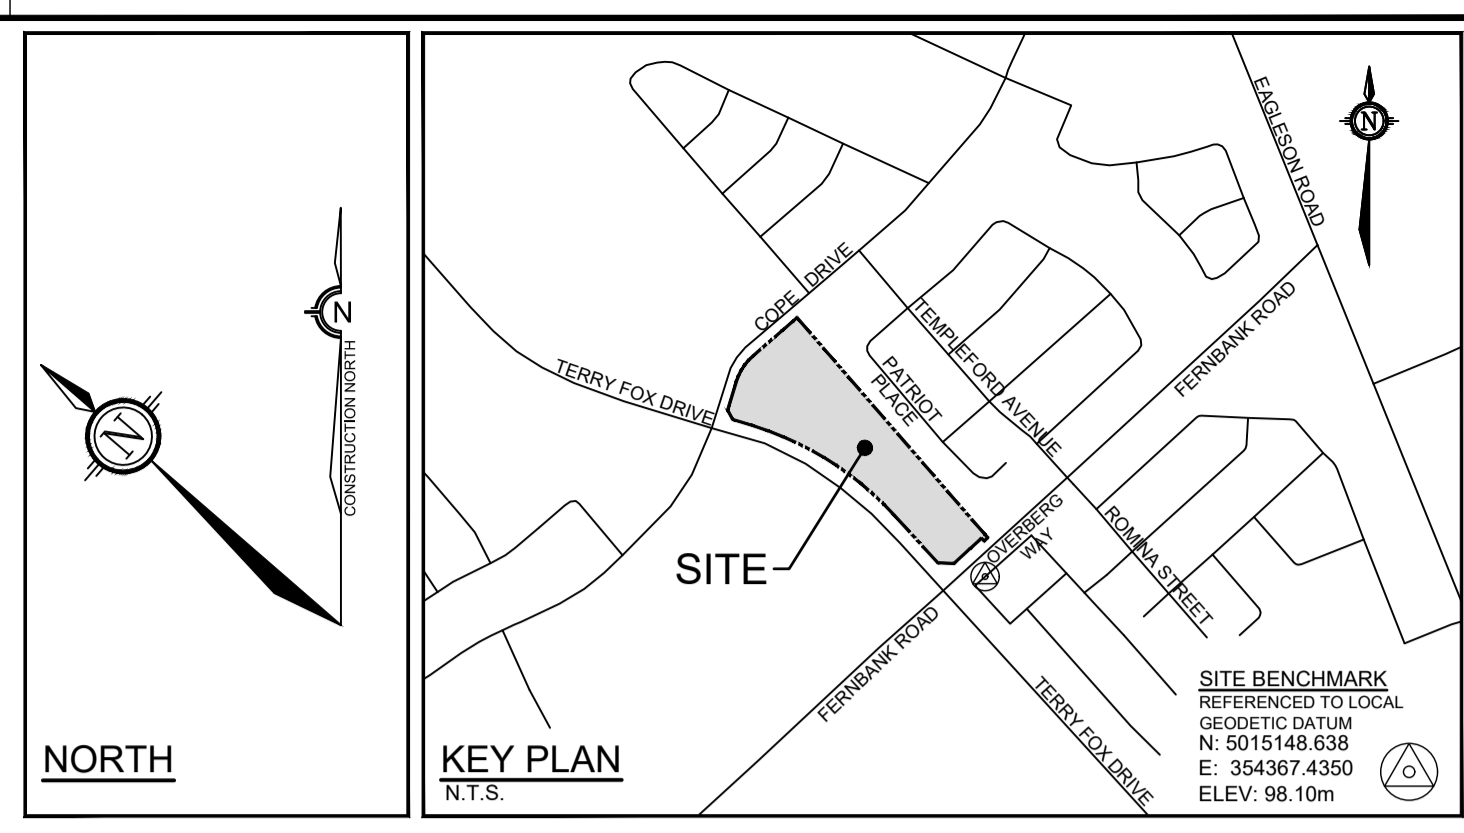 N
CONSTRUCTION NORTH
N
NORTH
EAGLESON ROAD
N
COPE DRIVE
TERRY FOX DRIVE
TEMPLEFORD AVENUE
PATRIOT
PLACE
FERNBANK ROAD
SITE
OVERBERG
WAY
ROMINA STREET
FERNBANK ROAD
TERRY FOX DRIVE
KEY PLAN
N.T.S.
SITE BENCHMARK
REFERENCED TO LOCAL
GEODETIC DATUM
N: 5015148.638
E: 354367.4350
ELEV: 98.10m